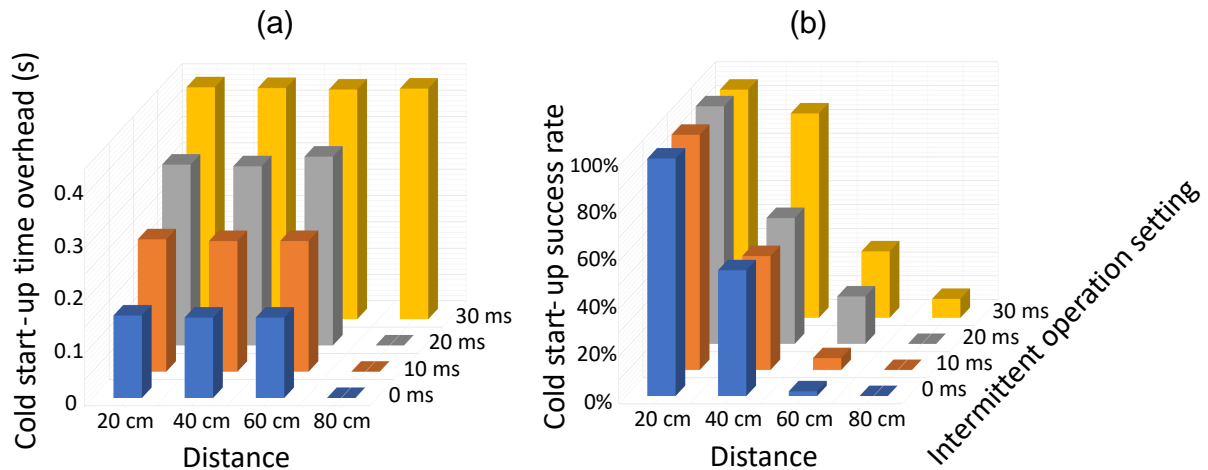 (a)
Cold start-up time overhead (s)
0.4
0.3
0.2
0.1
0
20 cm
40 cm
60 cm
80 cm
Distance
30 ms
20 ms
10 ms
0 ms
(b)
Cold start-up success rate
100%
80%
60%
40%
20%
0%
20 cm
40 cm
60 cm
80 cm
Distance
30 ms
20 ms
10 ms
0 ms
Intermittent operation setting